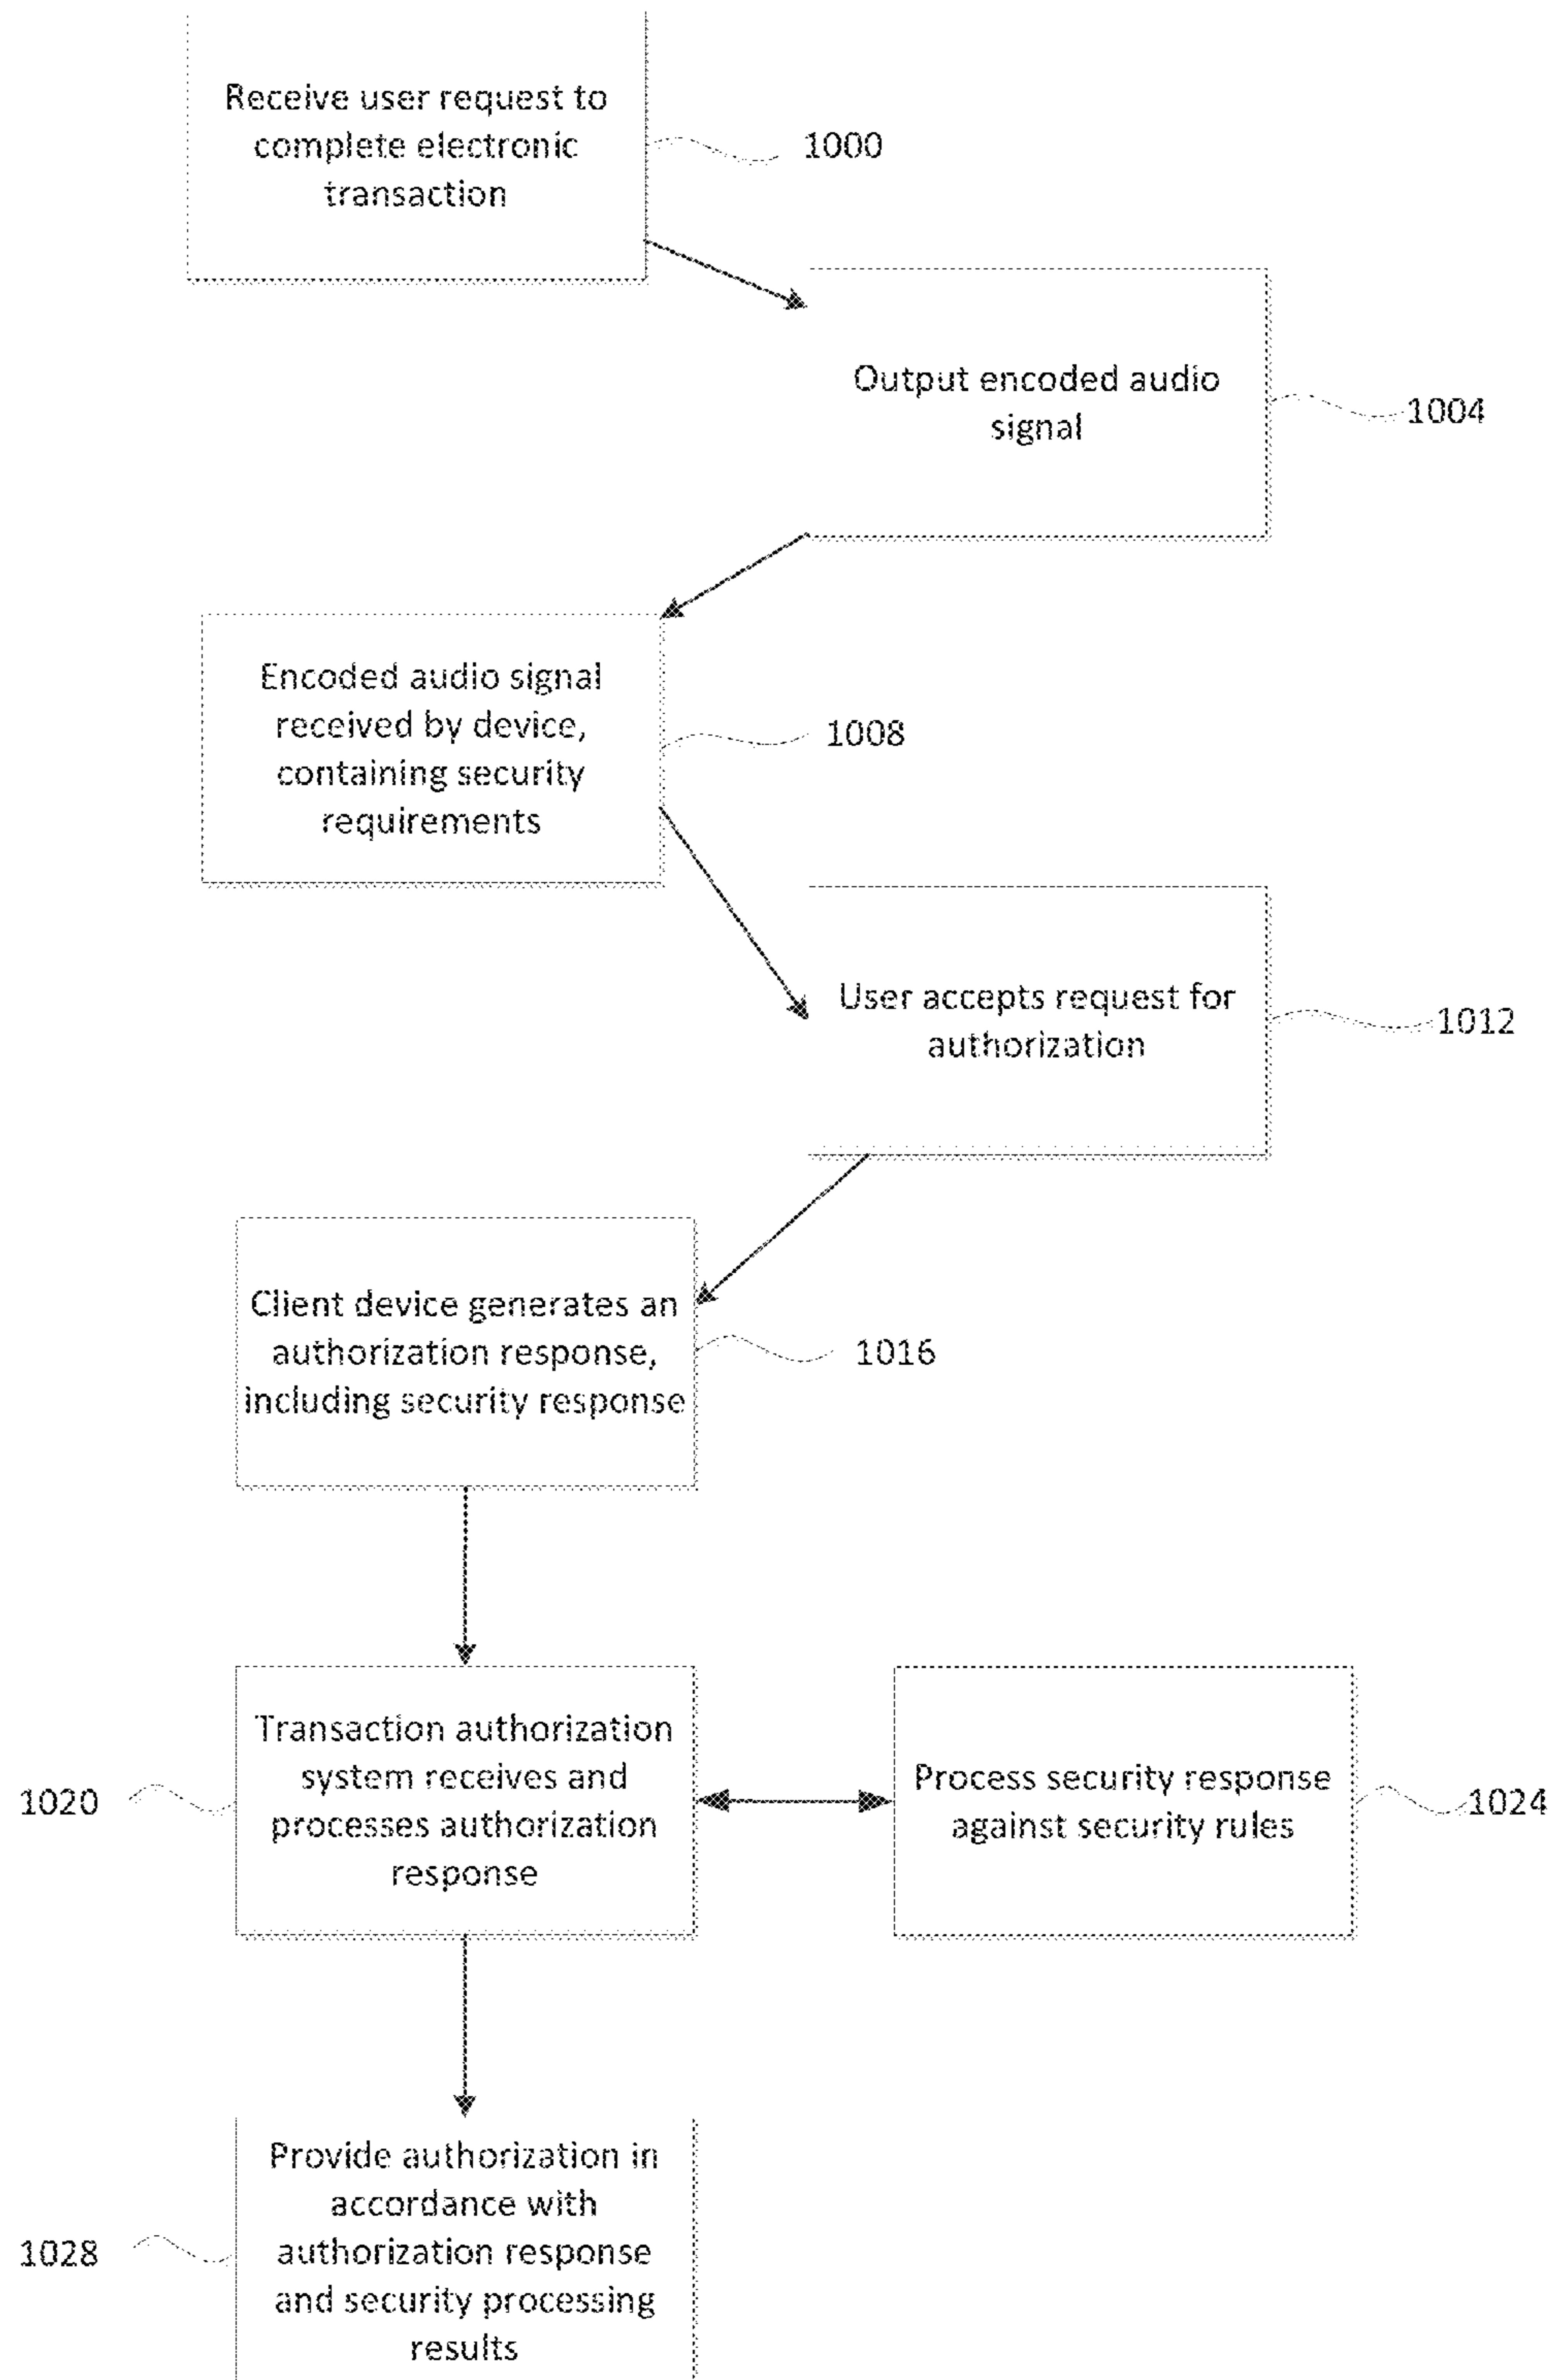 Receive user request to
complete electronic
transaction
1000
Output encoded audio
signal
1004
Encoded audio signal
received by device,
containing security
requirements
1008
User accepts request for
authorization
1012
Client device generates an
authorization response,
including security response
1016
Transaction authorization
system receives and
processes authorization
response
1020
Process security response
against security rules
1024
Provide authorization in
accordance with
authorization response
and security processing
results
1028